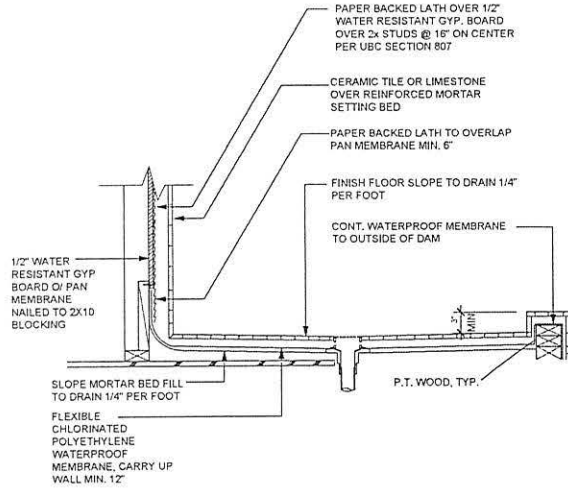 PAPER BACKED LATH OVER 1/2"
WATER RESISTANT GYP. BOARD
OVER 2x STUDS @ 16" ON CENTER
PER UBC SECTION 807
CERAMIC TILE OR LIMESTONE
OVER REINFORCED MORTAR
SETTING BED
PAPER BACKED LATH TO OVERLAP
PAN MEMBRANE MIN. 6"
FINISH FLOOR SLOPE TO DRAIN 1/4"
PER FOOT
CONT. WATERPROOF MEMBRANE
TO OUTSIDE OF DAM
1/2" WATER
RESISTANT GYP
BOARD O/ PAN
MEMBRANE
NAILED TO 2X10
BLOCKING
3"
MIN
SLOPE MORTAR BED FILL
TO DRAIN 1/4" PER FOOT
P.T. WOOD, TYP.
FLEXIBLE
CHLORINATED
POLYETHYLENE
WATERPROOF
MEMBRANE, CARRY UP
WALL MIN. 12"